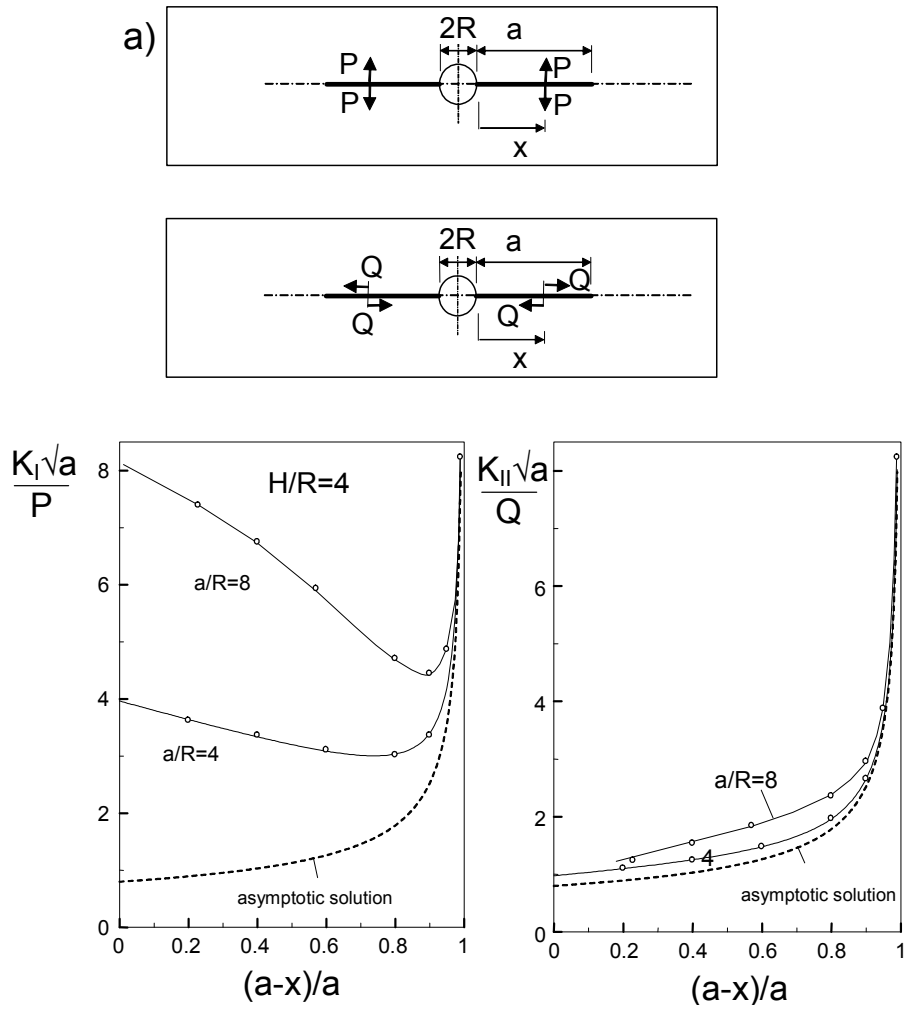 a)
2R
a
P
P
P
P
x
2R
a
Q
Q
Q
Q
x
K_I√a
P
H/R=4
a/R=8
a/R=4
asymptotic solution
8
6
4
2
0
0 0.2 0.4 0.6 0.8 1
(a-x)/a
K_II√a
Q
a/R=8
4
asymptotic solution
8
6
4
2
0
0 0.2 0.4 0.6 0.8 1
(a-x)/a